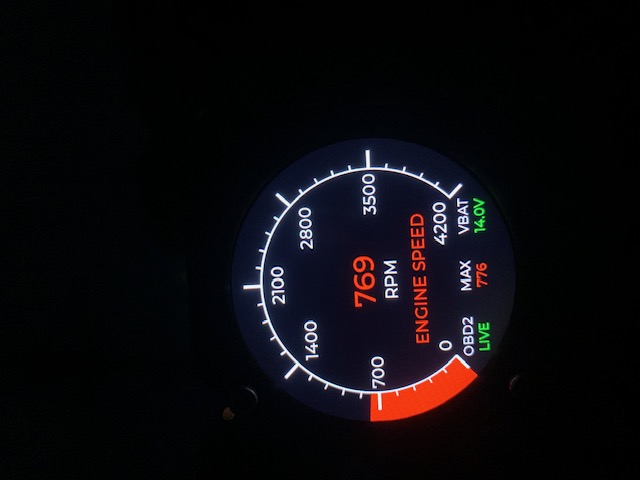 2100
1400 2800
769
700 3500
RPM
ENGINE SPEED
0 4200
OBD2 MAX VBAT
LIVE 776 14.0V